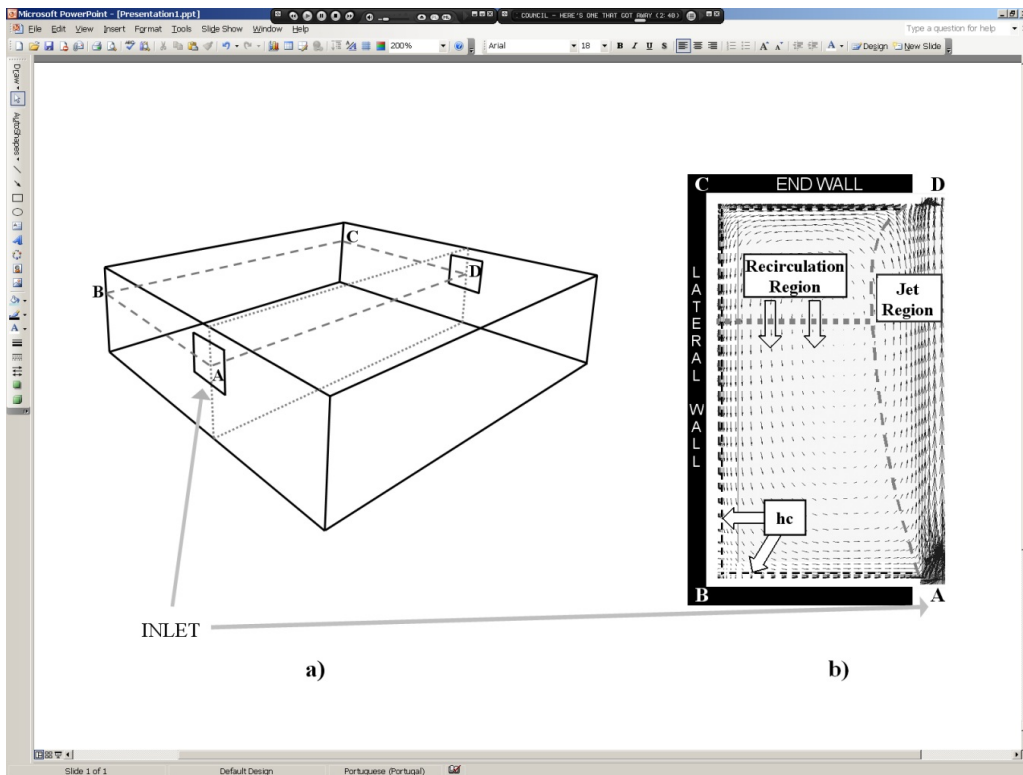 Microsoft PowerPoint - [Presentation1.ppt]
COUNCIL - HERE'S ONE THAT GOT AWAY (2:40)
File Edit View Insert Format Tools Slide Show Window Help
Type a question for help
200%
Arial
18
B I U S
Design
New Slide
Draw
AutoShapes
B
C
D
A
INLET
a)
C
END WALL
D
LATERAL WALL
Recirculation
Region
Jet
Region
hc
B
A
b)
Slide 1 of 1
Default Design
Portuguese (Portugal)